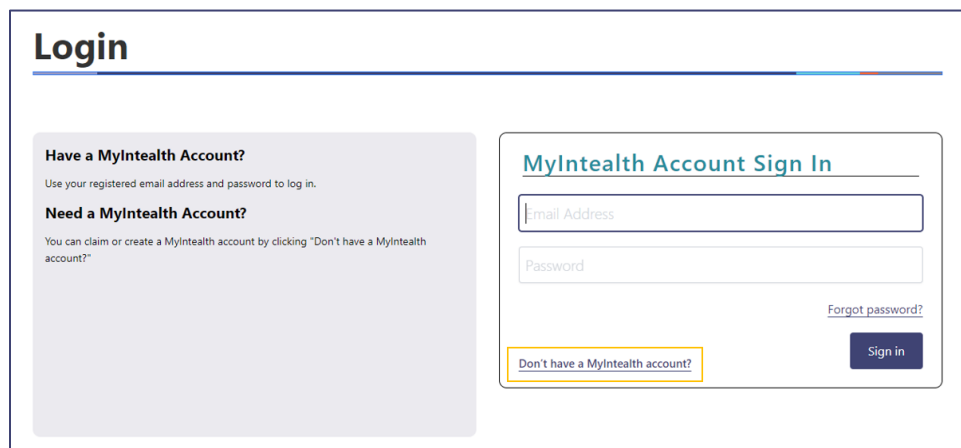 Login
Have a MyIntealth Account?
Use your registered email address and password to log in.
Need a MyIntealth Account?
You can claim or create a MyIntealth account by clicking "Don't have a MyIntealth
account?"
MyIntealth Account Sign In
Email Address
Password
Forgot password?
Sign in
Don't have a MyIntealth account?